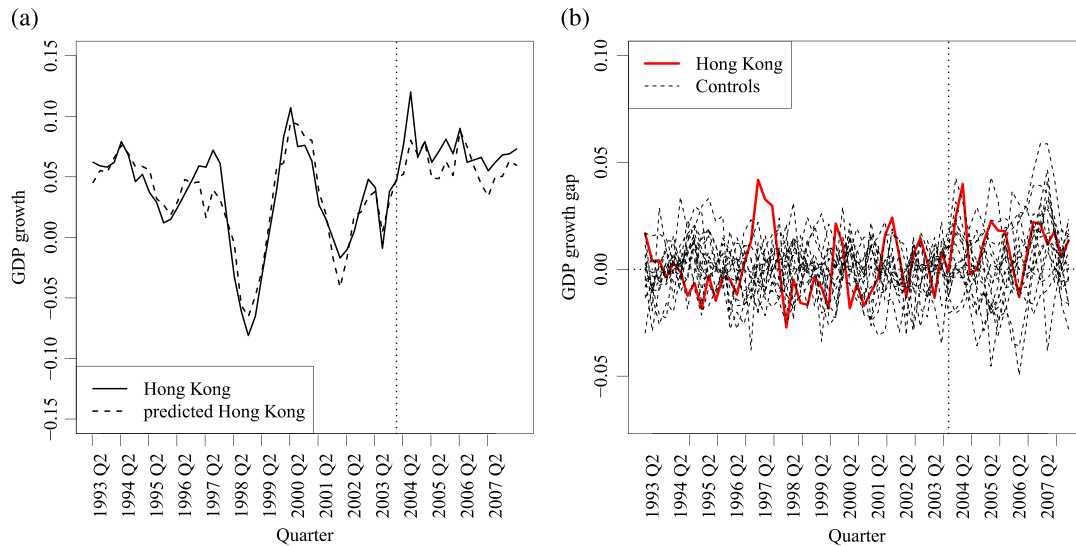 (a)
GDP growth
0.15
0.10
0.05
0.00
−0.05
−0.10
−0.15
Hong Kong
predicted Hong Kong
1993 Q2
1994 Q2
1995 Q2
1996 Q2
1997 Q2
1998 Q2
1999 Q2
2000 Q2
2001 Q2
2002 Q2
2003 Q2
2004 Q2
2005 Q2
2006 Q2
2007 Q2
Quarter
(b)
GDP growth gap
0.10
0.05
0.00
−0.05
Hong Kong
Controls
1993 Q2
1994 Q2
1995 Q2
1996 Q2
1997 Q2
1998 Q2
1999 Q2
2000 Q2
2001 Q2
2002 Q2
2003 Q2
2004 Q2
2005 Q2
2006 Q2
2007 Q2
Quarter